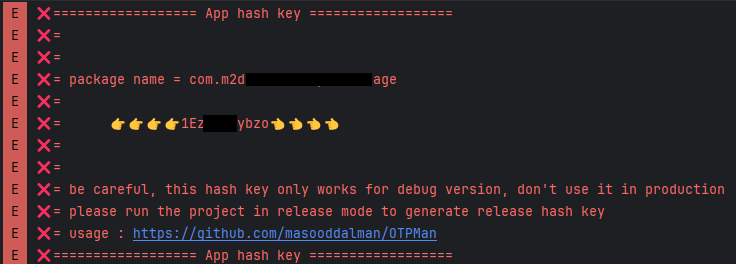 E ❌================= App hash key =================
E ❌=
E ❌=
E ❌= package name = com.m2d age
E ❌=
E ❌= 👉👉👉👉1Ez ybzo👈👈👈👈
E ❌=
E ❌=
E ❌= be careful, this hash key only works for debug version, don't use it in production
E ❌= please run the project in release mode to generate release hash key
E ❌= usage : https://github.com/masooddalman/OTPMan
E ❌================= App hash key =================